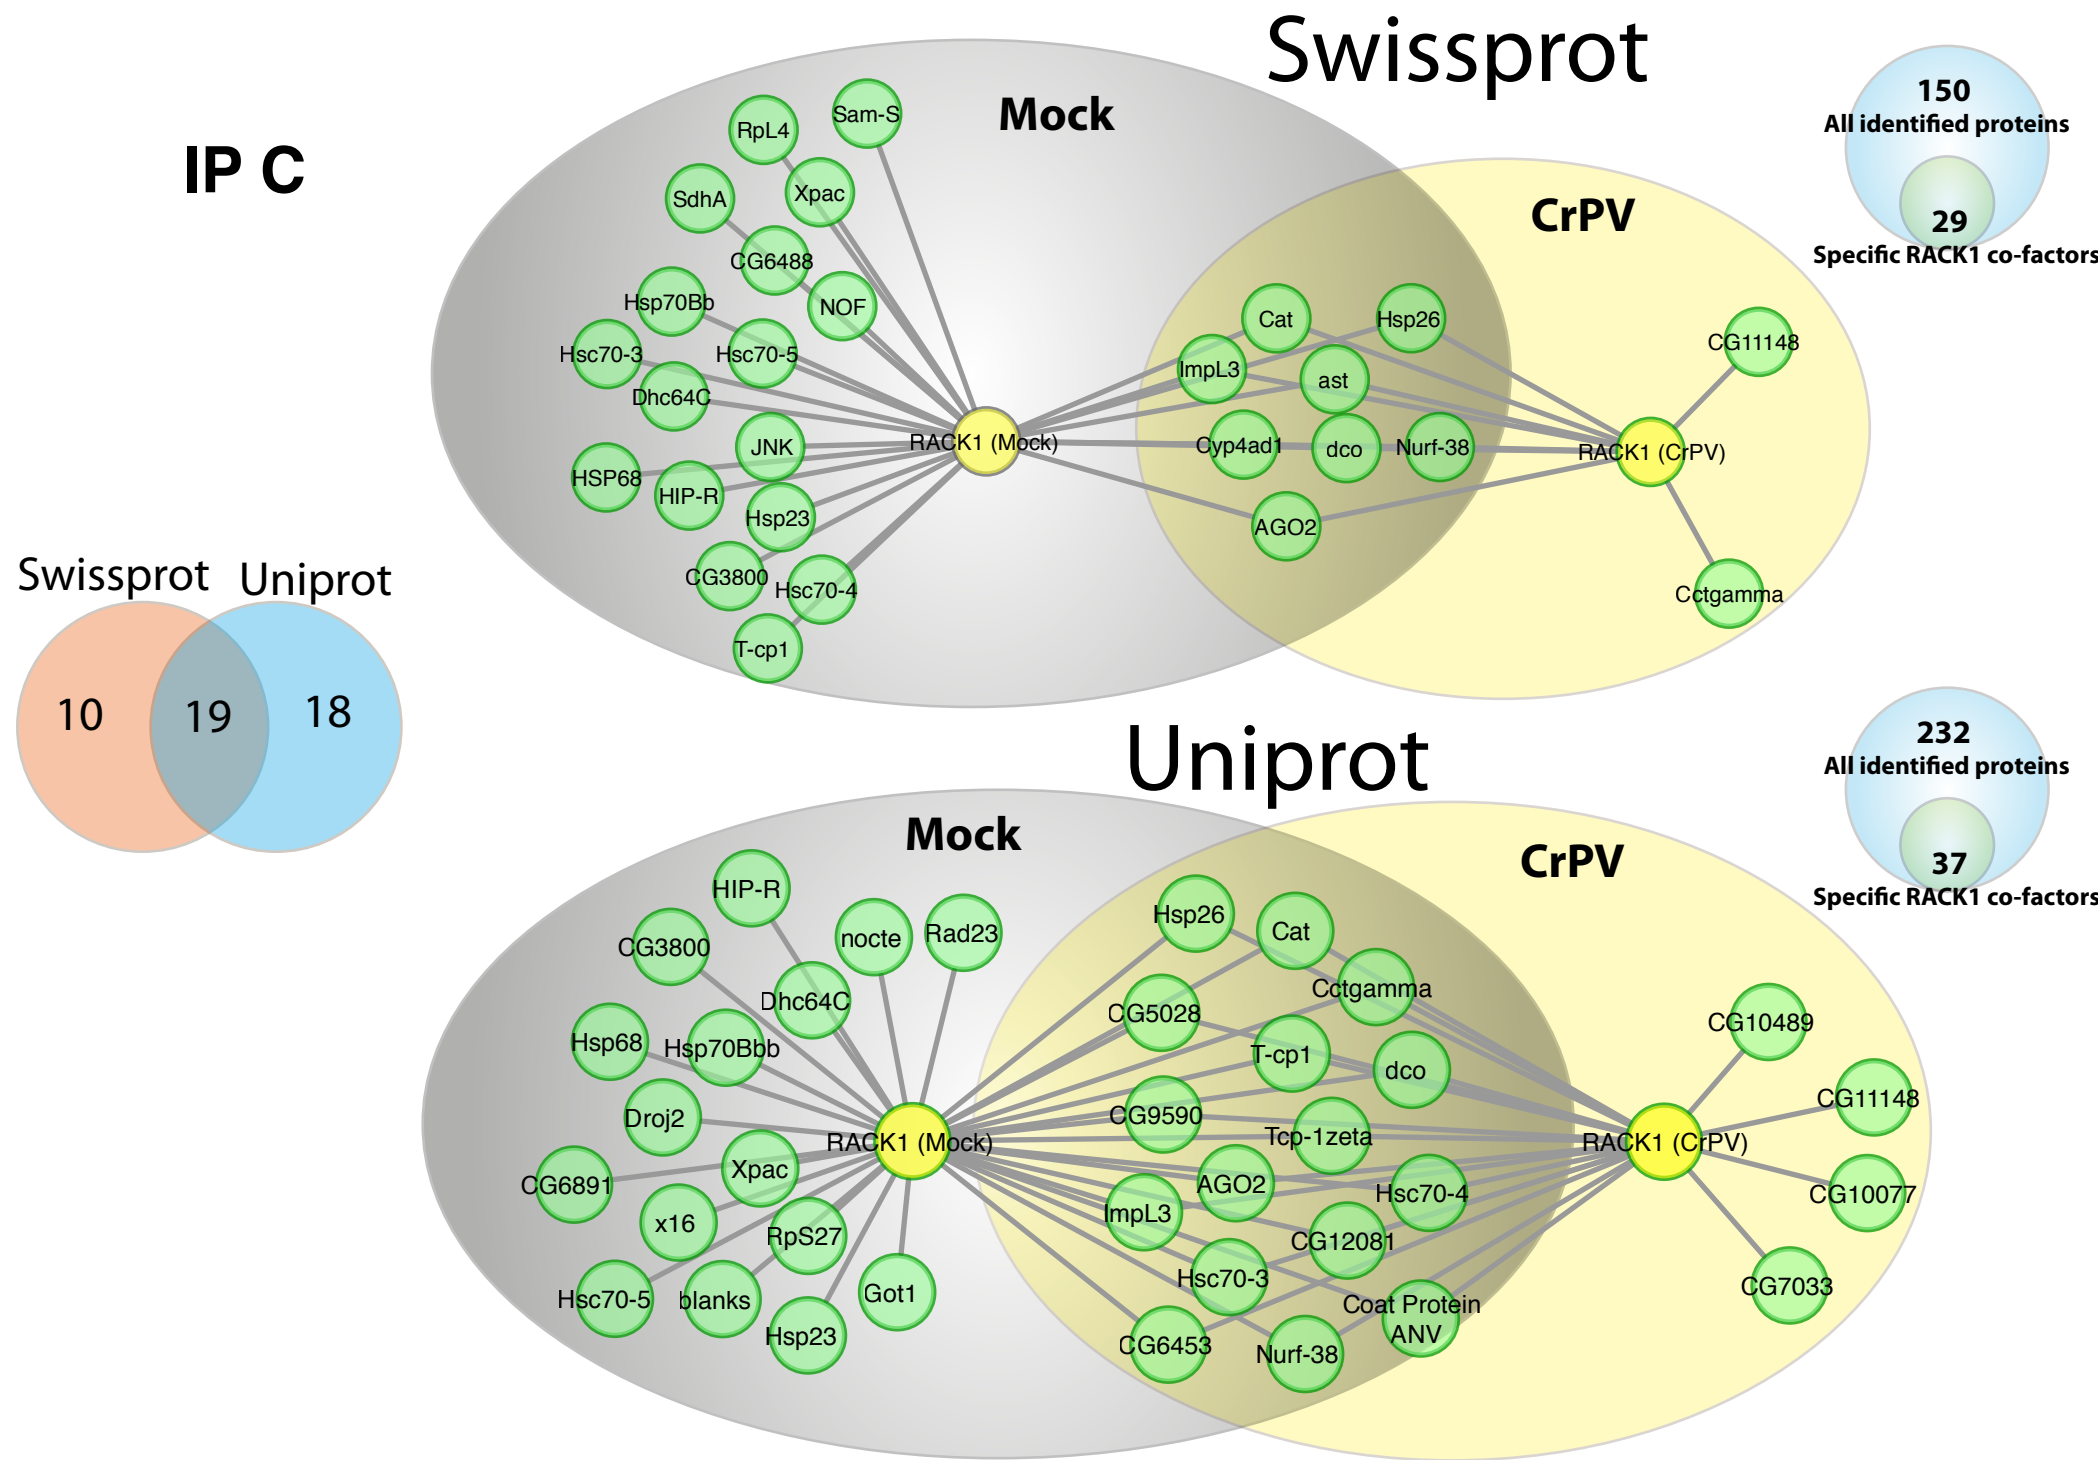 Swissprot
IP C
Mock
CrPV
150
All identified proteins
29
Specific RACK1 co-factors
Sam-S
RpL4
Xpac
SdhA
CG6488
Hsp70Bb
NOF
Hsc70-3
Hsc70-5
Dhc64C
JNK
RACK1 (Mock)
HSP68
HIP-R
Hsp23
CG3800
Hsc70-4
T-cp1
Cat
Hsp26
ImpL3
ast
Cyp4ad1
dco
Nurf-38
AGO2
CG11148
RACK1 (CrPV)
Cctgamma
Swissprot
Uniprot
10
19
18
Uniprot
Mock
CrPV
232
All identified proteins
37
Specific RACK1 co-factors
HIP-R
CG3800
nocte
Rad23
Dhc64C
Hsp68
Hsp70Bbb
Droj2
RACK1 (Mock)
CG6891
Xpac
x16
RpS27
Hsc70-5
blanks
Got1
Hsp23
Hsp26
Cat
Cctgamma
CG5028
T-cp1
dco
CG9590
Tcp-1zeta
AGO2
Hsc70-4
ImpL3
CG12081
Hsc70-3
Coat Protein
ANV
CG6453
Nurf-38
RACK1 (CrPV)
CG10489
CG11148
CG10077
CG7033